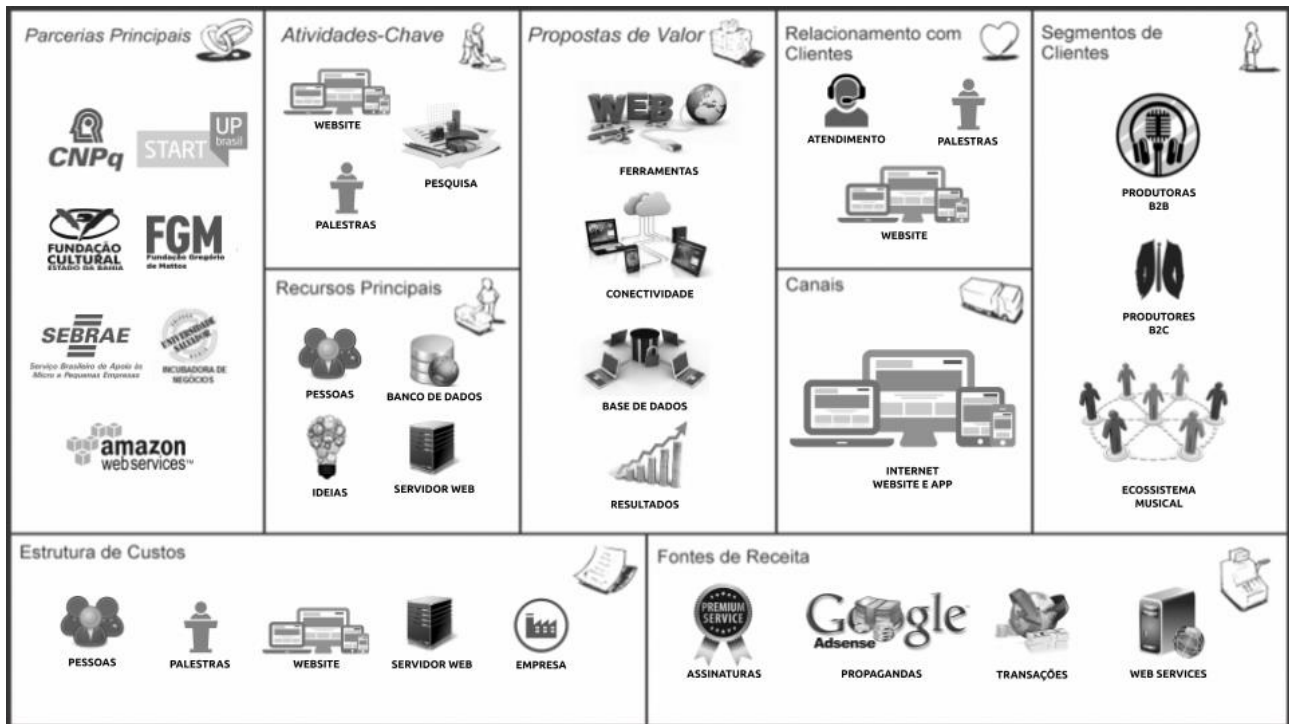 Parcerias Principais
CNPq
START
UP
brasil
FUNDAÇÃO
CULTURAL
ESTADO DA BAHIA
FGM
Fundação Gregório
de Mattos
SEBRAE
Serviço Brasileiro de Apoio às
Micro e Pequenas Empresas
UNIVERSIDADE
SALVADOR
INCUBADORA DE
NEGÓCIOS
amazon
webservices™
Atividades-Chave
WEBSITE
PESQUISA
PALESTRAS
Recursos Principais
PESSOAS
BANCO DE DADOS
IDEIAS
SERVIDOR WEB
Propostas de Valor
WEB
FERRAMENTAS
CONECTIVIDADE
BASE DE DADOS
RESULTADOS
Relacionamento com
Clientes
ATENDIMENTO
PALESTRAS
WEBSITE
Canais
INTERNET
WEBSITE E APP
Segmentos de
Clientes
PRODUTORAS
B2B
PRODUTORES
B2C
ECOSSISTEMA
MUSICAL
Estrutura de Custos
PESSOAS
PALESTRAS
WEBSITE
SERVIDOR WEB
EMPRESA
Fontes de Receita
PREMIUM
SERVICE
ASSINATURAS
Google
Adsense
PROPAGANDAS
TRANSAÇÕES
WEB SERVICES